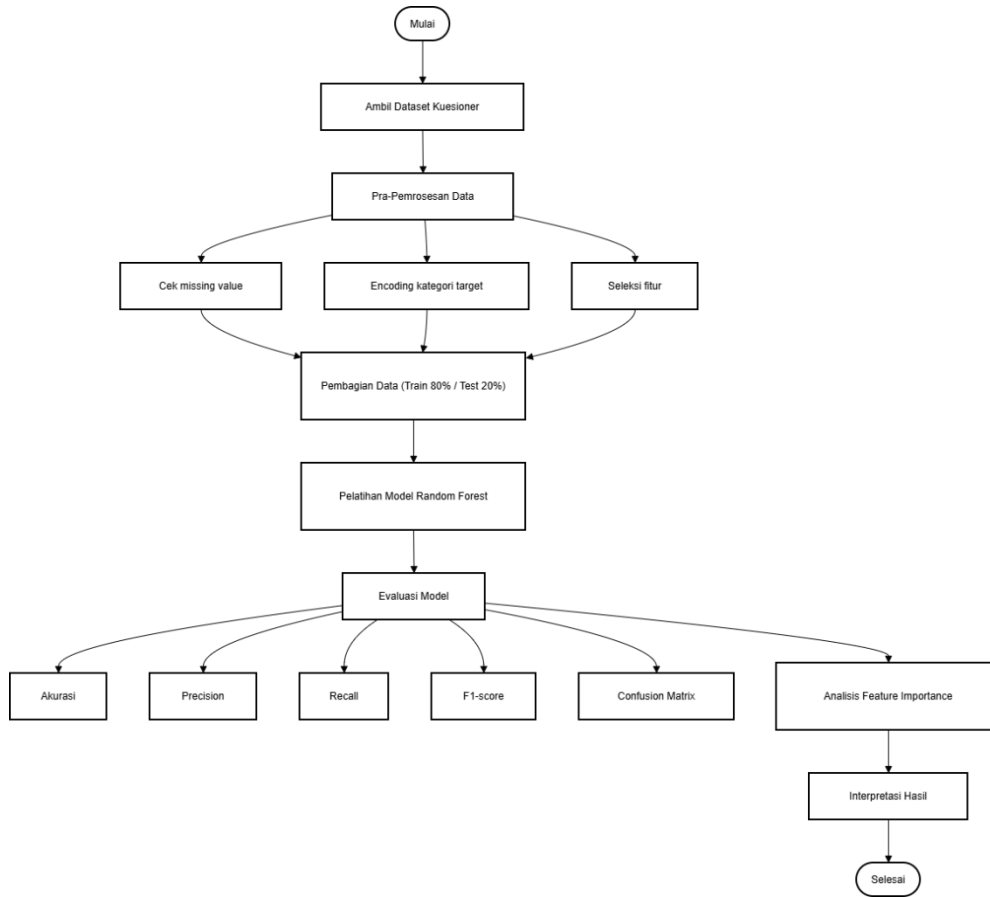 Mulai
Ambil Dataset Kuesioner
Pra-Pemrosesan Data
Cek missing value
Encoding kategori target
Seleksi fitur
Pembagian Data (Train 80% / Test 20%)
Pelatihan Model Random Forest
Evaluasi Model
Akurasi
Precision
Recall
F1-score
Confusion Matrix
Analisis Feature Importance
Interpretasi Hasil
Selesai